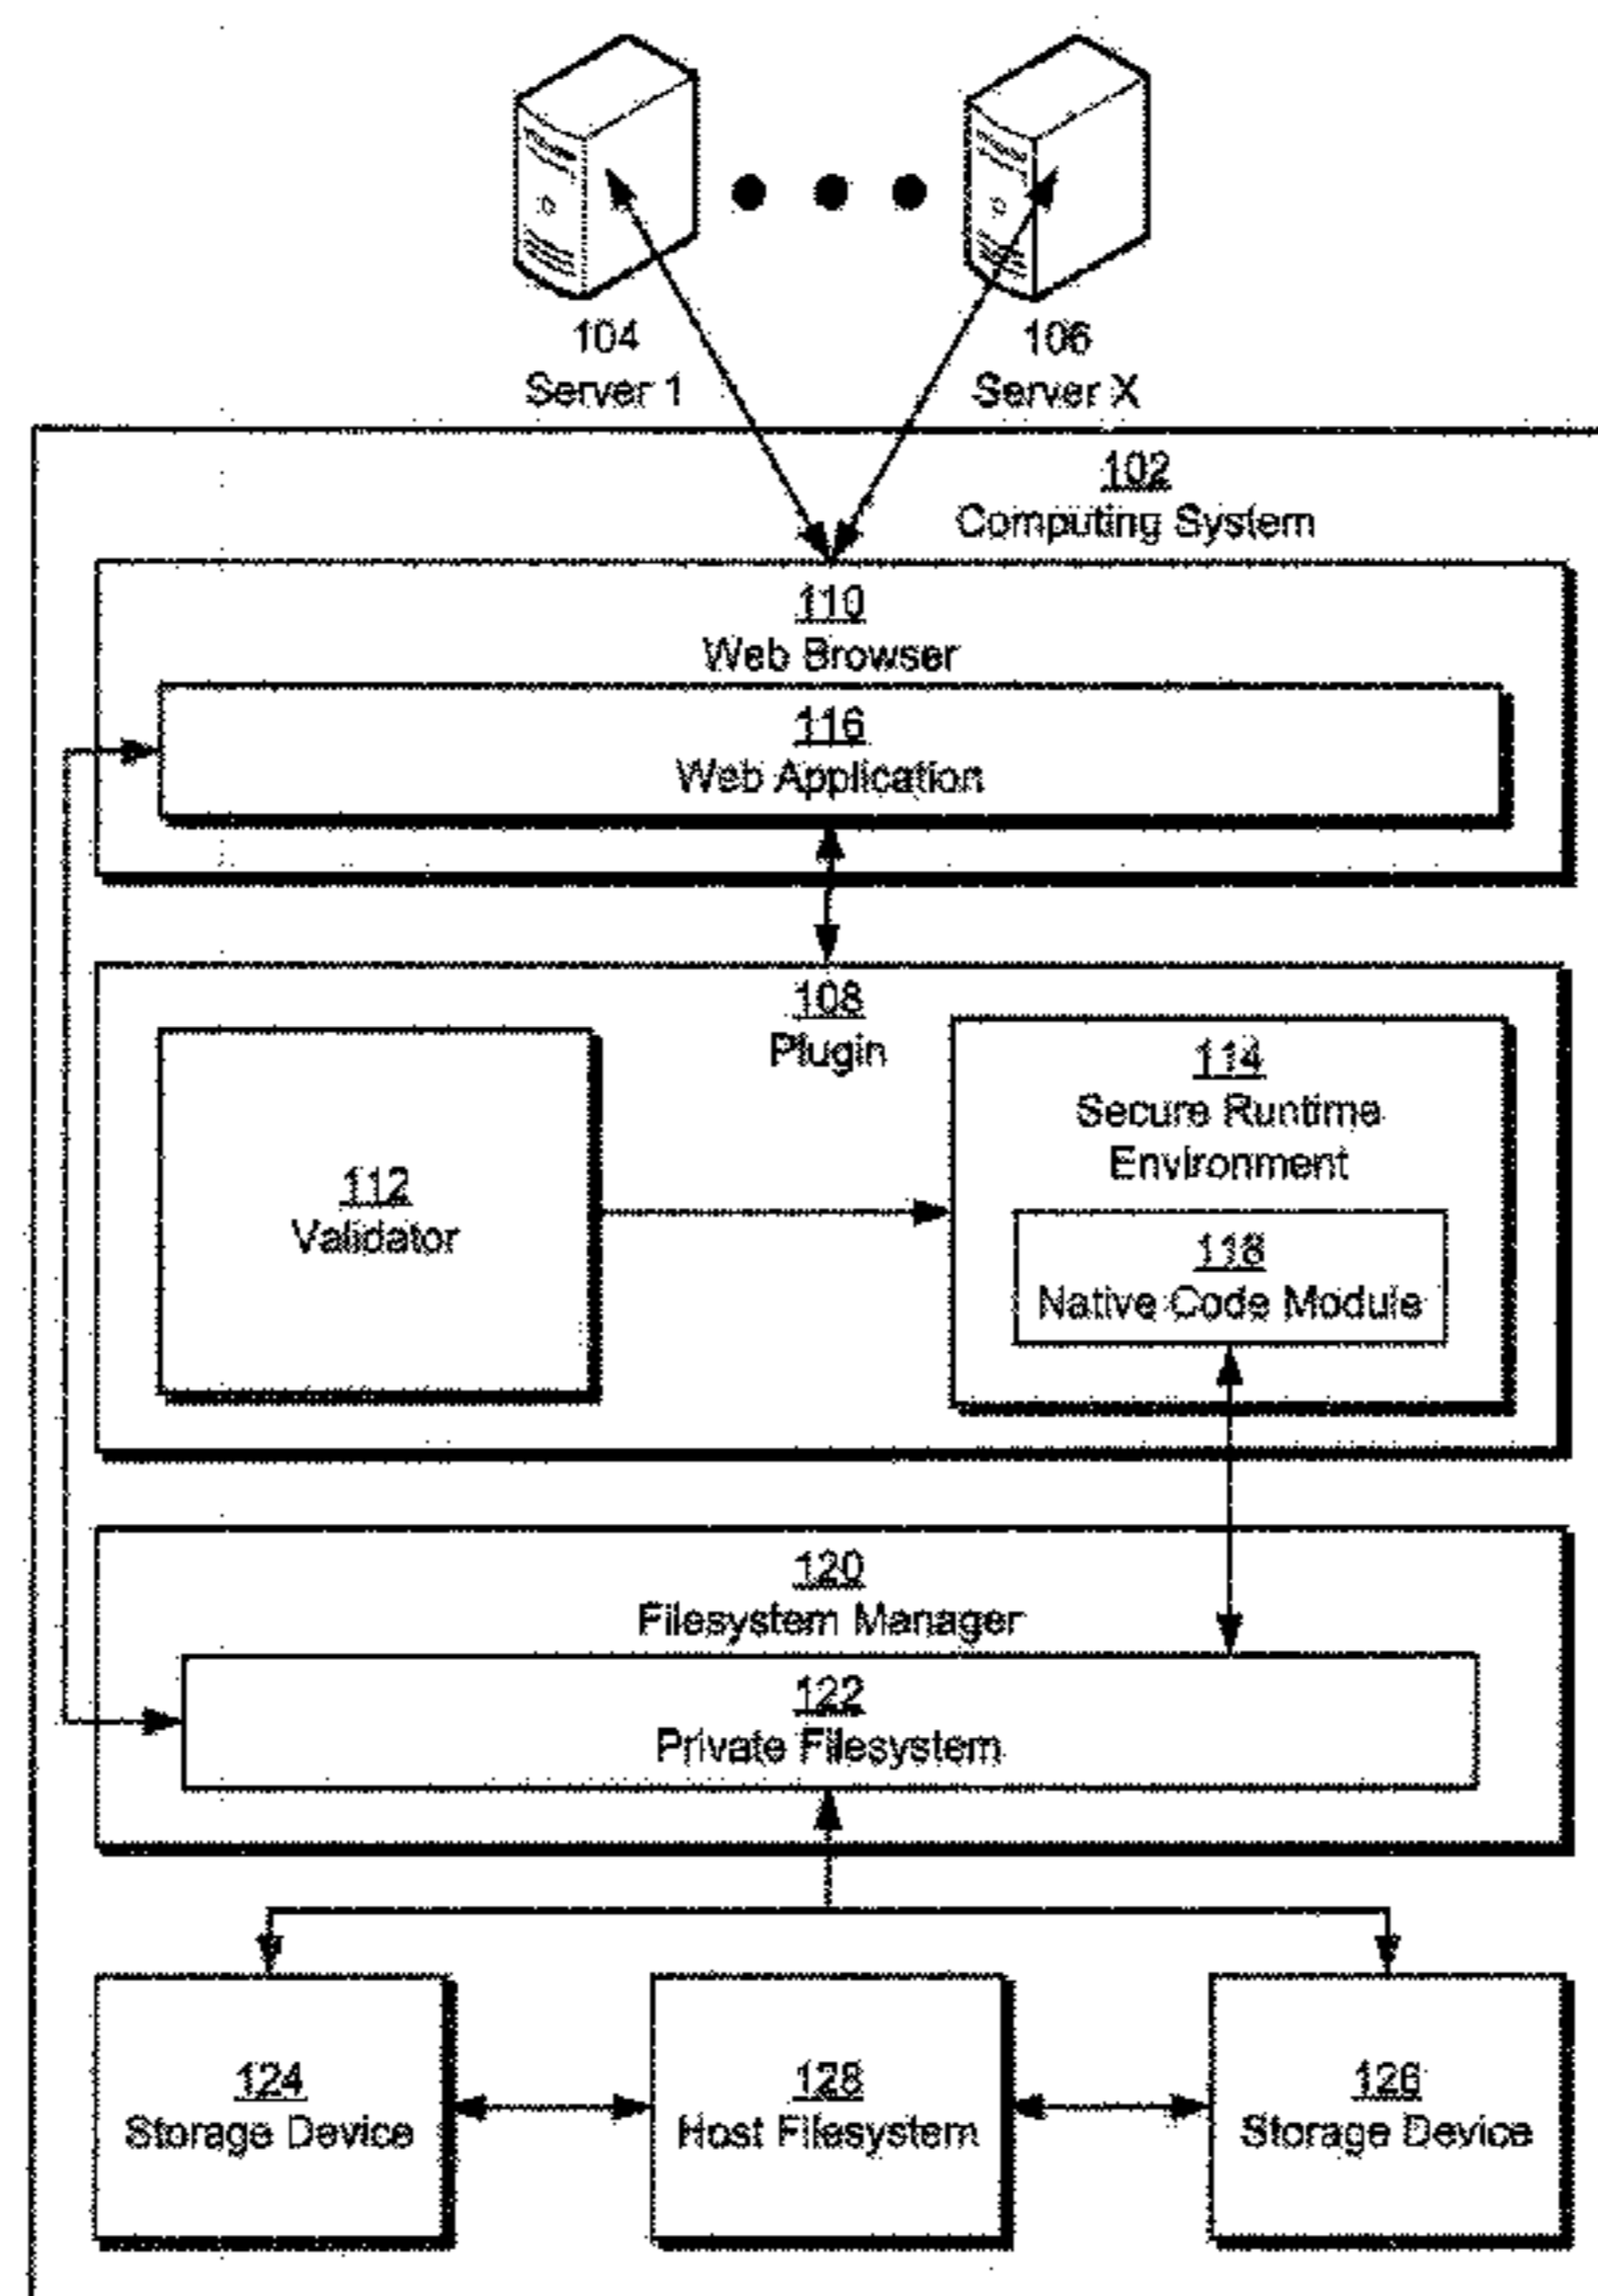 104
Server 1
106
Server X
102
Computing System
110
Web Browser
116
Web Application
108
Plugin
112
Validator
114
Secure Runtime
Environment
118
Native Code Module
120
Filesystem Manager
122
Private Filesystem
124
Storage Device
128
Host Filesystem
126
Storage Device